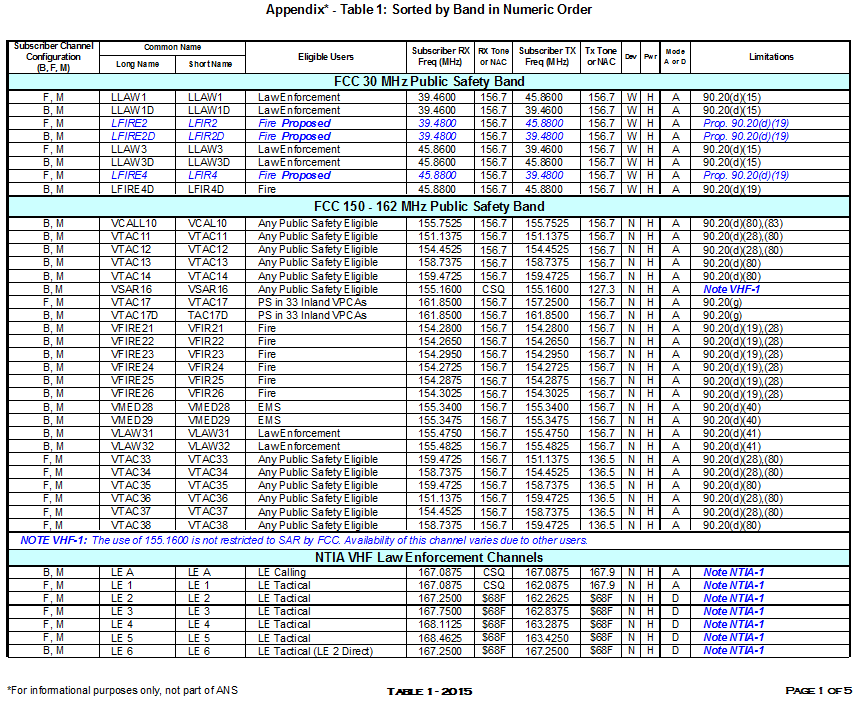 Appendix* - Table 1: Sorted by Band in Numeric Order
Subscriber Channel Configuration (B, F, M) Common Name Long Name Short Name Eligible Users Subscriber RX Freq (MHz) RX Tone or NAC Subscriber TX Freq (MHz) Tx Tone or NAC Dev Pwr Mode A or D Limitations
FCC 30 MHz Public Safety Band
F, M LLAW1 LLAW1 Law Enforcement 39.4600 156.7 45.8600 156.7 W H A 90.20(d)(15)
B, M LLAW1D LLAW1D Law Enforcement 39.4600 156.7 39.4600 156.7 W H A 90.20(d)(15)
F, M LFIRE2 LFIR2 Fire Proposed 39.4800 156.7 45.8800 156.7 W H A Prop. 90.20(d)(19)
B, M LFIRE2D LFIR2D Fire Proposed 39.4800 156.7 39.4800 156.7 W H A Prop. 90.20(d)(19)
F, M LLAW3 LLAW3 Law Enforcement 45.8600 156.7 39.4600 156.7 W H A 90.20(d)(15)
B, M LLAW3D LLAW3D Law Enforcement 45.8600 156.7 45.8600 156.7 W H A 90.20(d)(15)
F, M LFIRE4 LFIR4 Fire Proposed 45.8800 156.7 39.4800 156.7 W H A Prop. 90.20(d)(19)
B, M LFIRE4D LFIR4D Fire 45.8800 156.7 45.8800 156.7 W H A 90.20(d)(19)
FCC 150 - 162 MHz Public Safety Band
B, M VCALL10 VCAL10 Any Public Safety Eligible 155.7525 156.7 155.7525 156.7 N H A 90.20(d)(80),(83)
B, M VTAC11 VTAC11 Any Public Safety Eligible 151.1375 156.7 151.1375 156.7 N H A 90.20(d)(28),(80)
B, M VTAC12 VTAC12 Any Public Safety Eligible 154.4525 156.7 154.4525 156.7 N H A 90.20(d)(28),(80)
B, M VTAC13 VTAC13 Any Public Safety Eligible 158.7375 156.7 158.7375 156.7 N H A 90.20(d)(80)
B, M VTAC14 VTAC14 Any Public Safety Eligible 159.4725 156.7 159.4725 156.7 N H A 90.20(d)(80)
B, M VSAR16 VSAR16 Any Public Safety Eligible 155.1600 CSQ 155.1600 127.3 N H A Note VHF-1
F, M VTAC17 VTAC17 PS in 33 Inland VPCAs 161.8500 156.7 157.2500 156.7 N H A 90.20(g)
B, M VTAC17D TAC17D PS in 33 Inland VPCAs 161.8500 156.7 161.8500 156.7 N H A 90.20(g)
B, M VFIRE21 VFIR21 Fire 154.2800 156.7 154.2800 156.7 N H A 90.20(d)(19),(28)
B, M VFIRE22 VFIR22 Fire 154.2650 156.7 154.2650 156.7 N H A 90.20(d)(19),(28)
B, M VFIRE23 VFIR23 Fire 154.2950 156.7 154.2950 156.7 N H A 90.20(d)(19),(28)
B, M VFIRE24 VFIR24 Fire 154.2725 156.7 154.2725 156.7 N H A 90.20(d)(19),(28)
B, M VFIRE25 VFIR25 Fire 154.2875 156.7 154.2875 156.7 N H A 90.20(d)(19),(28)
B, M VFIRE26 VFIR26 Fire 154.3025 156.7 154.3025 156.7 N H A 90.20(d)(19),(28)
B, M VMED28 VMED28 EMS 155.3400 156.7 155.3400 156.7 N H A 90.20(d)(40)
B, M VMED29 VMED29 EMS 155.3475 156.7 155.3475 156.7 N H A 90.20(d)(40)
B, M VLAW31 VLAW31 Law Enforcement 155.4750 156.7 155.4750 156.7 N H A 90.20(d)(41)
B, M VLAW32 VLAW32 Law Enforcement 155.4825 156.7 155.4825 156.7 N H A 90.20(d)(41)
F, M VTAC33 VTAC33 Any Public Safety Eligible 159.4725 156.7 151.1375 136.5 N H A 90.20(d)(28),(80)
F, M VTAC34 VTAC34 Any Public Safety Eligible 158.7375 156.7 154.4525 136.5 N H A 90.20(d)(28),(80)
F, M VTAC35 VTAC35 Any Public Safety Eligible 159.4725 156.7 158.7375 136.5 N H A 90.20(d)(80)
F, M VTAC36 VTAC36 Any Public Safety Eligible 151.1375 156.7 159.4725 136.5 N H A 90.20(d)(28),(80)
F, M VTAC37 VTAC37 Any Public Safety Eligible 154.4525 156.7 158.7375 136.5 N H A 90.20(d)(28),(80)
F, M VTAC38 VTAC38 Any Public Safety Eligible 158.7375 156.7 159.4725 136.5 N H A 90.20(d)(80)
NOTE VHF-1: The use of 155.1600 is not restricted to SAR by FCC. Availability of this channel varies due to other users.
NTIA VHF Law Enforcement Channels
B, M LE A LE A LE Calling 167.0875 CSQ 167.0875 167.9 N H A Note NTIA-1
F, M LE 1 LE 1 LE Tactical 167.0875 CSQ 162.0875 167.9 N H A Note NTIA-1
F, M LE 2 LE 2 LE Tactical 167.2500 $68F 162.2625 $68F N H D Note NTIA-1
F, M LE 3 LE 3 LE Tactical 167.7500 $68F 162.8375 $68F N H D Note NTIA-1
F, M LE 4 LE 4 LE Tactical 168.1125 $68F 163.2875 $68F N H D Note NTIA-1
F, M LE 5 LE 5 LE Tactical 168.4625 $68F 163.4250 $68F N H D Note NTIA-1
B, M LE 6 LE 6 LE Tactical (LE 2 Direct) 167.2500 $68F 167.2500 $68F N H D Note NTIA-1
*For informational purposes only, not part of ANS TABLE 1 - 2015 PAGE 1 OF 5